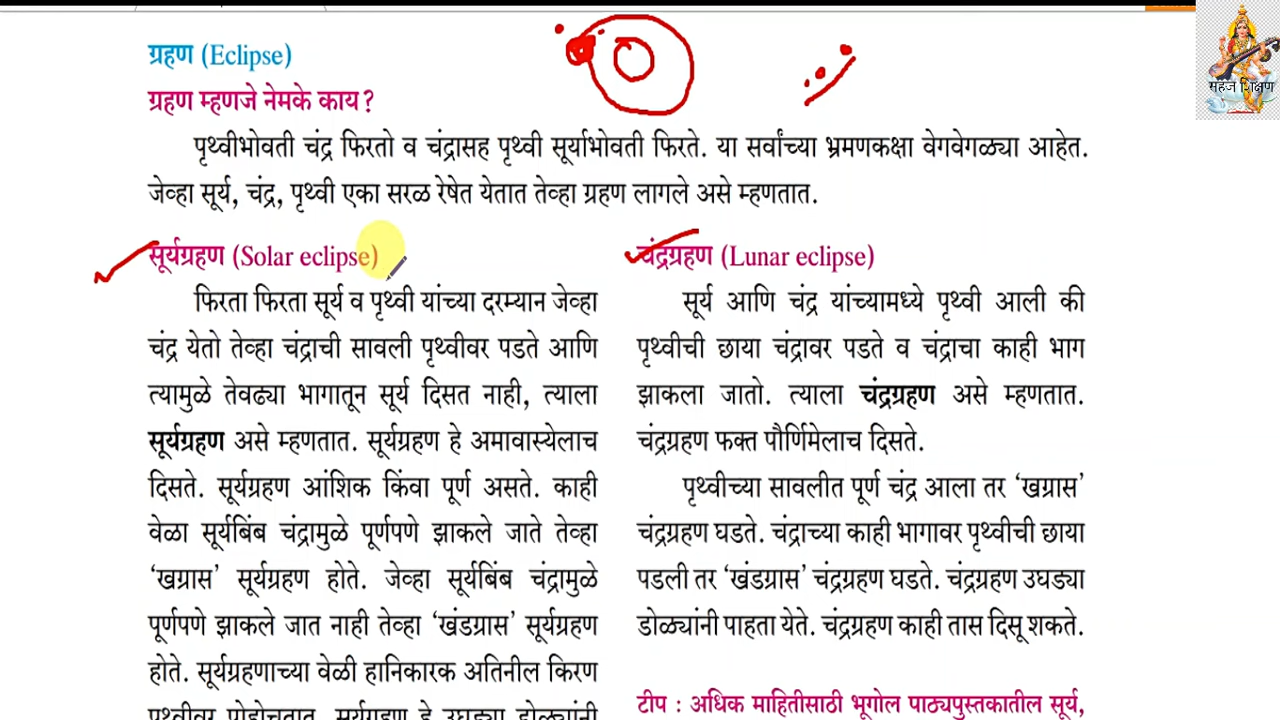 ग्रहण (Eclipse)
ग्रहण म्हणजे नेमके काय?
पृथ्वीभोवती चंद्र फिरतो व चंद्रासह पृथ्वी सूर्याभोवती फिरते. या सर्वांच्या भ्रमणकक्षा वेगवेगळ्या आहेत.
जेव्हा सूर्य, चंद्र, पृथ्वी एका सरळ रेषेत येतात तेव्हा ग्रहण लागले असे म्हणतात.
सूर्यग्रहण (Solar eclipse)
फिरता फिरता सूर्य व पृथ्वी यांच्या दरम्यान जेव्हा
चंद्र येतो तेव्हा चंद्राची सावली पृथ्वीवर पडते आणि
त्यामुळे तेवढ्या भागातून सूर्य दिसत नाही, त्याला
सूर्यग्रहण असे म्हणतात. सूर्यग्रहण हे अमावास्येलाच
दिसते. सूर्यग्रहण आंशिक किंवा पूर्ण असते. काही
वेळा सूर्यबिंब चंद्रामुळे पूर्णपणे झाकले जाते तेव्हा
‘खग्रास’ सूर्यग्रहण होते. जेव्हा सूर्यबिंब चंद्रामुळे
पूर्णपणे झाकले जात नाही तेव्हा ‘खंडग्रास’ सूर्यग्रहण
होते. सूर्यग्रहणाच्या वेळी हानिकारक अतिनील किरण
पृथ्वीवर पोहोचतात. सूर्यग्रहण हे उघड्या डोळ्यांनी
चंद्रग्रहण (Lunar eclipse)
सूर्य आणि चंद्र यांच्यामध्ये पृथ्वी आली की
पृथ्वीची छाया चंद्रावर पडते व चंद्राचा काही भाग
झाकला जातो. त्याला चंद्रग्रहण असे म्हणतात.
चंद्रग्रहण फक्त पौर्णिमेलाच दिसते.
पृथ्वीच्या सावलीत पूर्ण चंद्र आला तर ‘खग्रास’
चंद्रग्रहण घडते. चंद्राच्या काही भागावर पृथ्वीची छाया
पडली तर ‘खंडग्रास’ चंद्रग्रहण घडते. चंद्रग्रहण उघड्या
डोळ्यांनी पाहता येते. चंद्रग्रहण काही तास दिसू शकते.
टीप : अधिक माहितीसाठी भूगोल पाठ्यपुस्तकातील सूर्य,
सहज शिक्षण